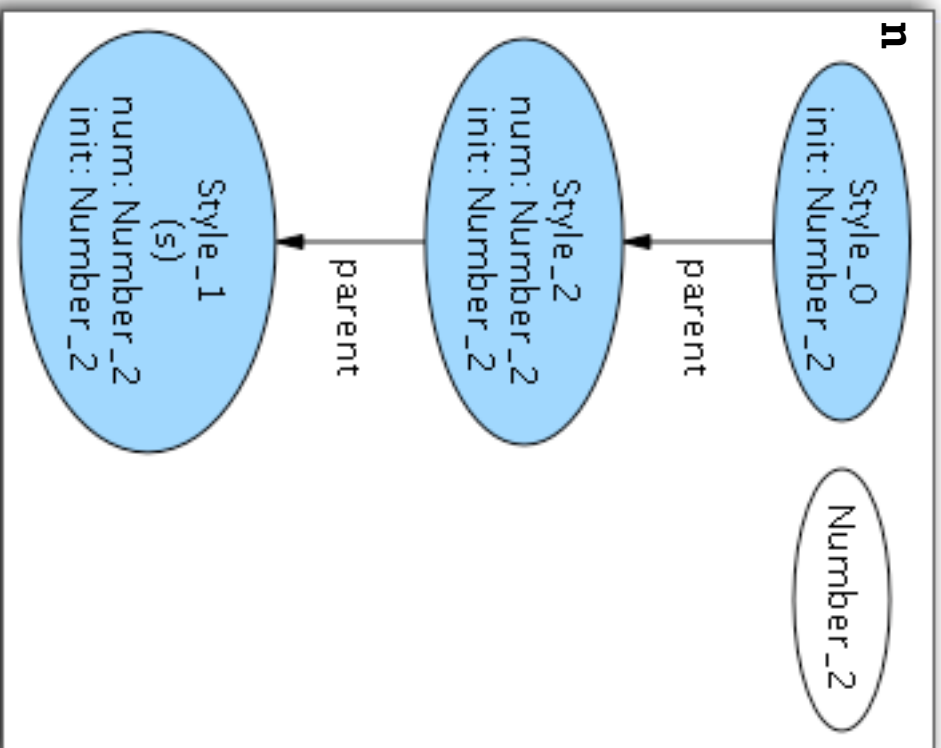 n
Style_0
init: Number_2
Number_2
parent
Style_2
num: Number_2
init: Number_2
parent
Style_1
(s)
num: Number_2
init: Number_2